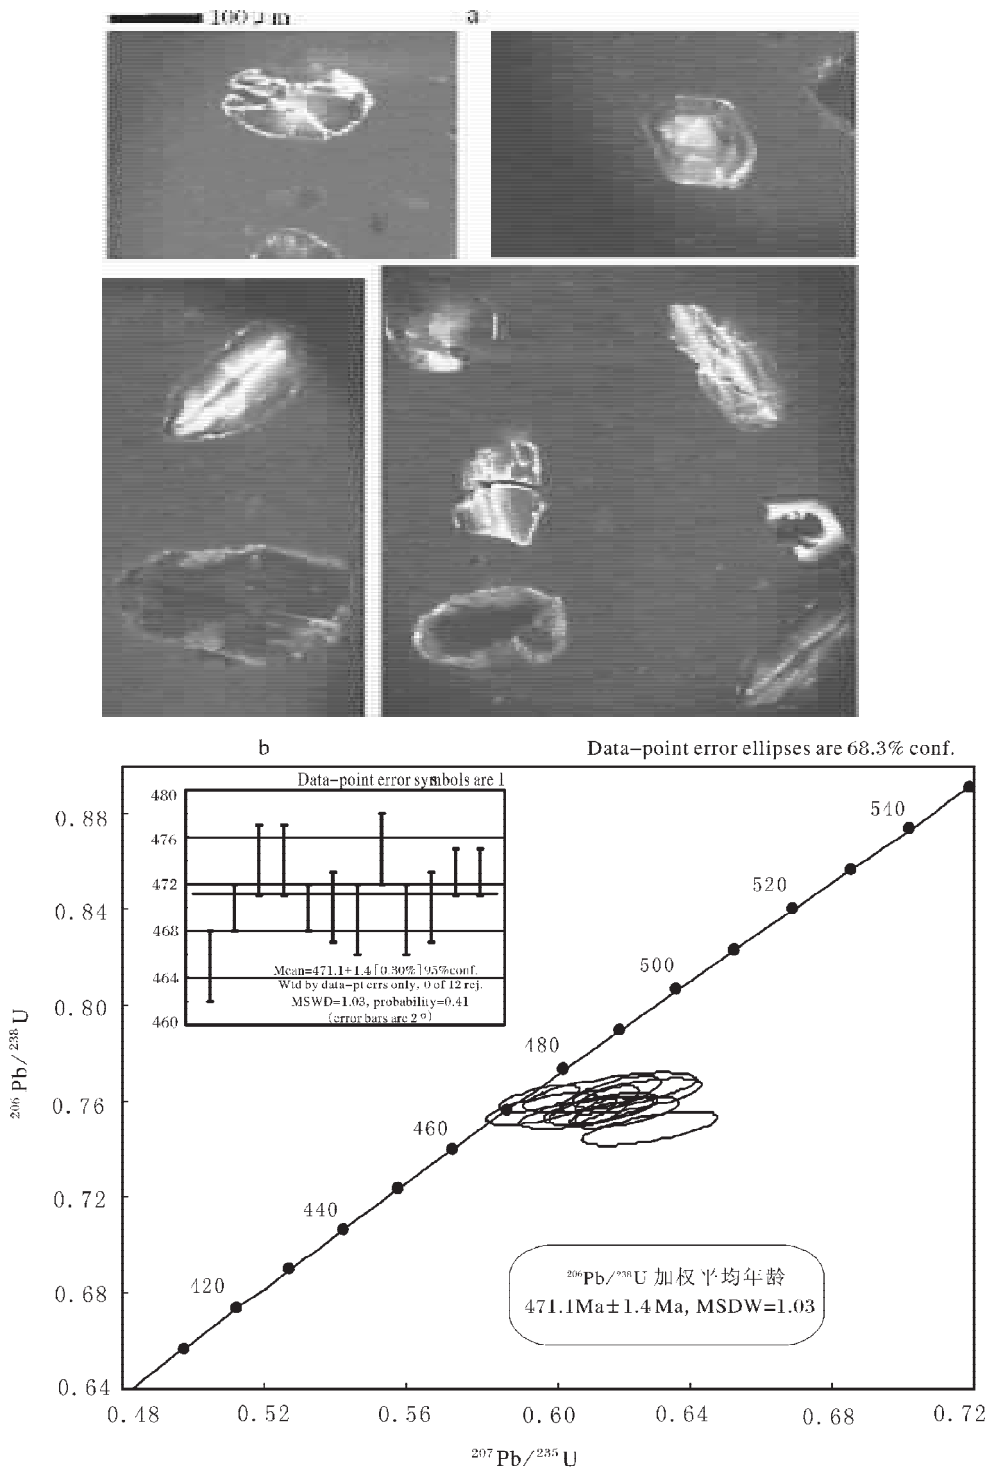 100μm
a
b
Data-point error ellipses are 68.3% conf.
Data-point error symbols are 1
480
476
472
468
464
460
Mean=471.1±1.4[0.30%]95%conf.
Wtd by data-pt errs only, 0 of 12 rej.
MSWD=1.03, probability=0.41
(error bars are 2σ)
0.88
0.84
0.80
0.76
0.72
0.68
0.64
²⁰⁶Pb/²³⁸U
540
520
500
480
460
440
420
²⁰⁶Pb/²³⁸U 加权平均年龄
471.1Ma±1.4Ma, MSDW=1.03
0.48
0.52
0.56
0.60
0.64
0.68
0.72
²⁰⁷Pb/²³⁵U